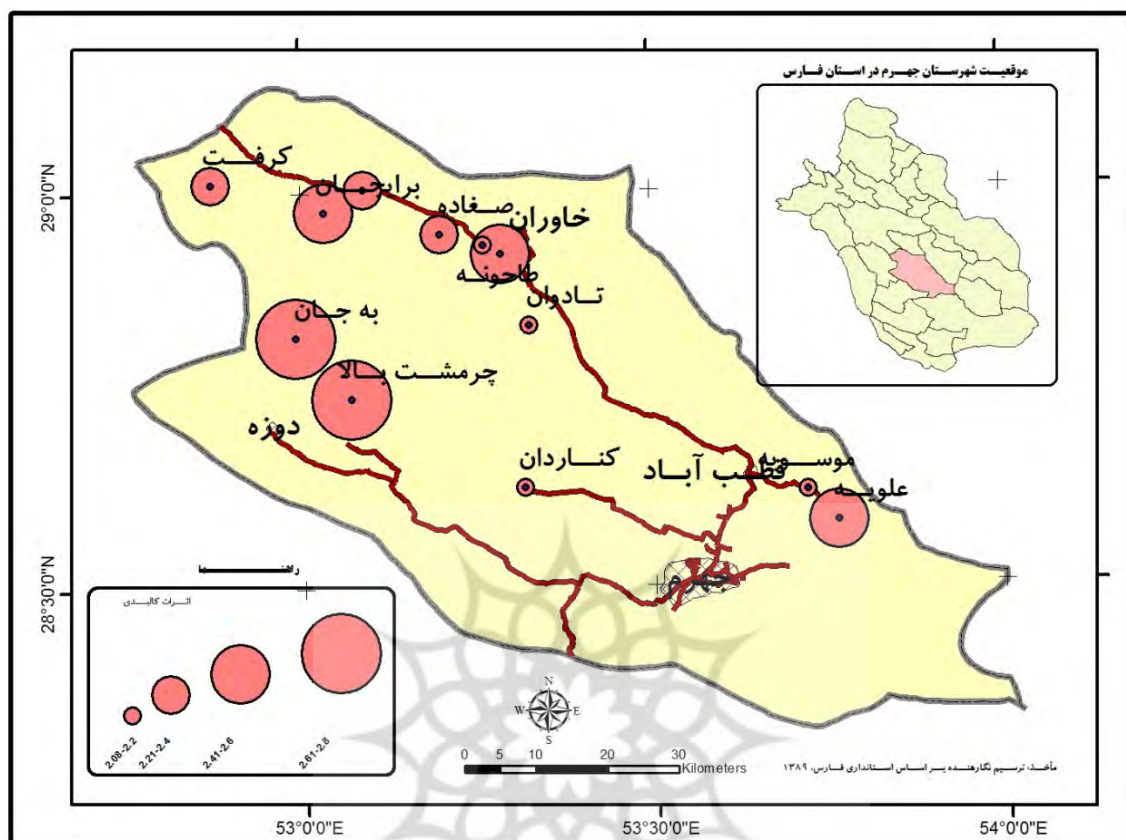 موقعیت شهرستان جهرم در استان فارس
29°0'0"N
28°30'0"N
کرفت
برایجان
صفاده
خاوران
طاحونه
تادوان
به جان
چرمشت بالا
دوزه
کناردان
قطب آباد
موسویه
علویه
جهرم
راهنما
اثرات کالبدی
2.08-2.2
2.21-2.4
2.41-2.6
2.61-2.8
N
W E
S
0 5 10 20 30
Kilometers
مأخذ: ترسیم نگارهنده بر اساس استانداری فارس، ۱۳۸۹
53°0'0"E
53°30'0"E
54°0'0"E